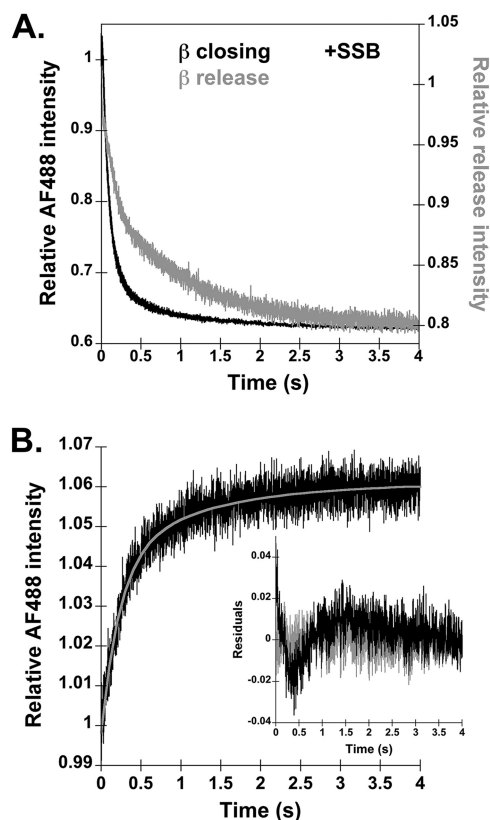 A.
β closing +SSB
β release
Relative AF488 intensity
1
0.9
0.8
0.7
0.6
Relative release intensity
1.05
1
0.95
0.9
0.85
0.8
0 0.5 1 1.5 2 2.5 3 3.5 4
Time (s)
B.
Relative AF488 intensity
1.07
1.06
1.05
1.04
1.03
1.02
1.01
1
0.99
0 0.5 1 1.5 2 2.5 3 3.5 4
Time (s)
Residuals
0.04
0.02
0
-0.02
-0.04
0 0.5 1 1.5 2 2.5 3 3.5 4
Time (s)